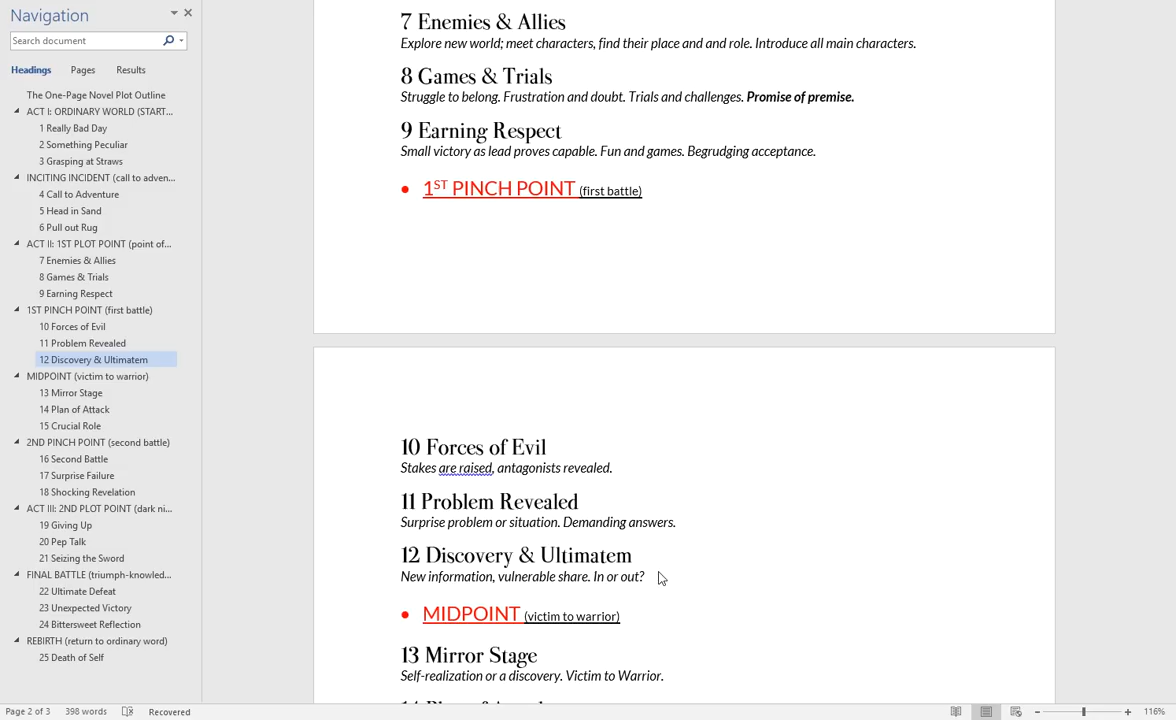 Navigation
Search document
Headings Pages Results
The One-Page Novel Plot Outline
ACT I: ORDINARY WORLD (START...
1 Really Bad Day
2 Something Peculiar
3 Grasping at Straws
INCITING INCIDENT (call to adven...
4 Call to Adventure
5 Head in Sand
6 Pull out Rug
ACT II: 1ST PLOT POINT (point of...
7 Enemies & Allies
8 Games & Trials
9 Earning Respect
1ST PINCH POINT (first battle)
10 Forces of Evil
11 Problem Revealed
12 Discovery & Ultimatem
MIDPOINT (victim to warrior)
13 Mirror Stage
14 Plan of Attack
15 Crucial Role
2ND PINCH POINT (second battle)
16 Second Battle
17 Surprise Failure
18 Shocking Revelation
ACT III: 2ND PLOT POINT (dark ni...
19 Giving Up
20 Pep Talk
21 Seizing the Sword
FINAL BATTLE (triumph-knowled...
22 Ultimate Defeat
23 Unexpected Victory
24 Bittersweet Reflection
REBIRTH (return to ordinary word)
25 Death of Self
7 Enemies & Allies
Explore new world; meet characters, find their place and and role. Introduce all main characters.
8 Games & Trials
Struggle to belong. Frustration and doubt. Trials and challenges. Promise of premise.
9 Earning Respect
Small victory as lead proves capable. Fun and games. Begrudging acceptance.
• 1ST PINCH POINT (first battle)
10 Forces of Evil
Stakes are raised, antagonists revealed.
11 Problem Revealed
Surprise problem or situation. Demanding answers.
12 Discovery & Ultimatem
New information, vulnerable share. In or out?
• MIDPOINT (victim to warrior)
13 Mirror Stage
Self-realization or a discovery. Victim to Warrior.
Page 2 of 3 398 words Recovered 116%